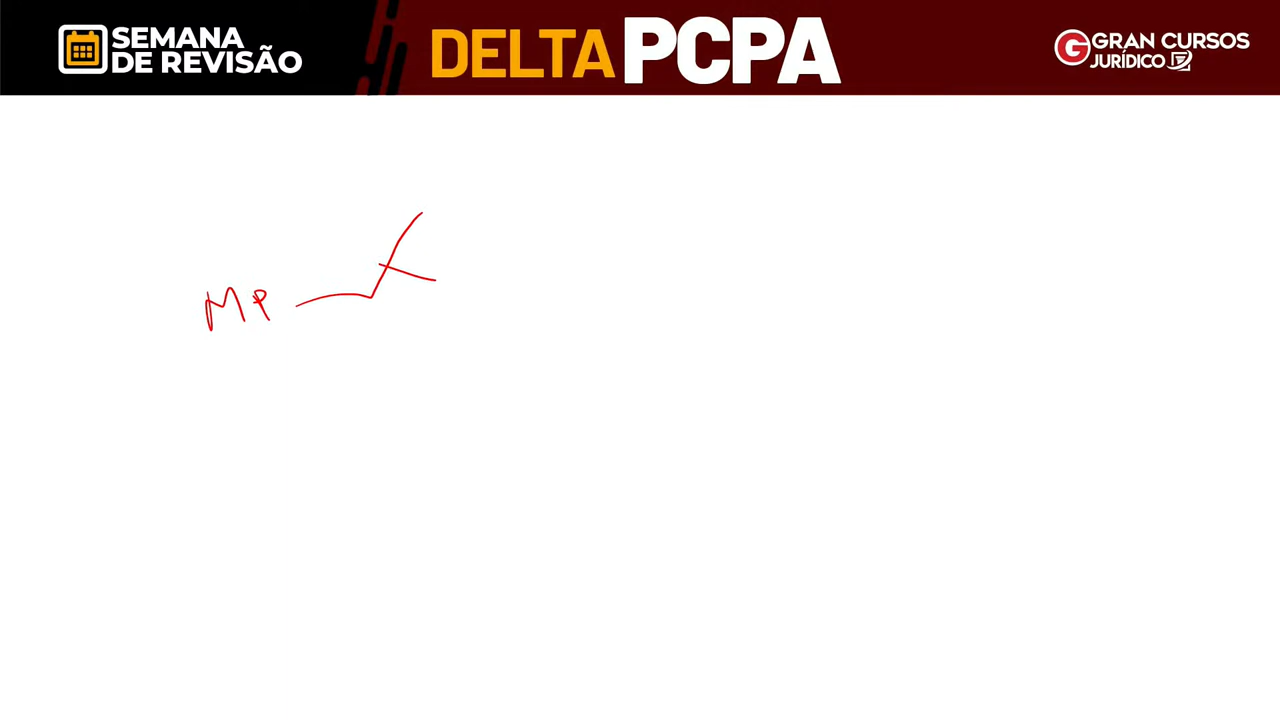 SEMANA
DE REVISÃO
DELTA PCPA
GRAN CURSOS
JURÍDICO
MP